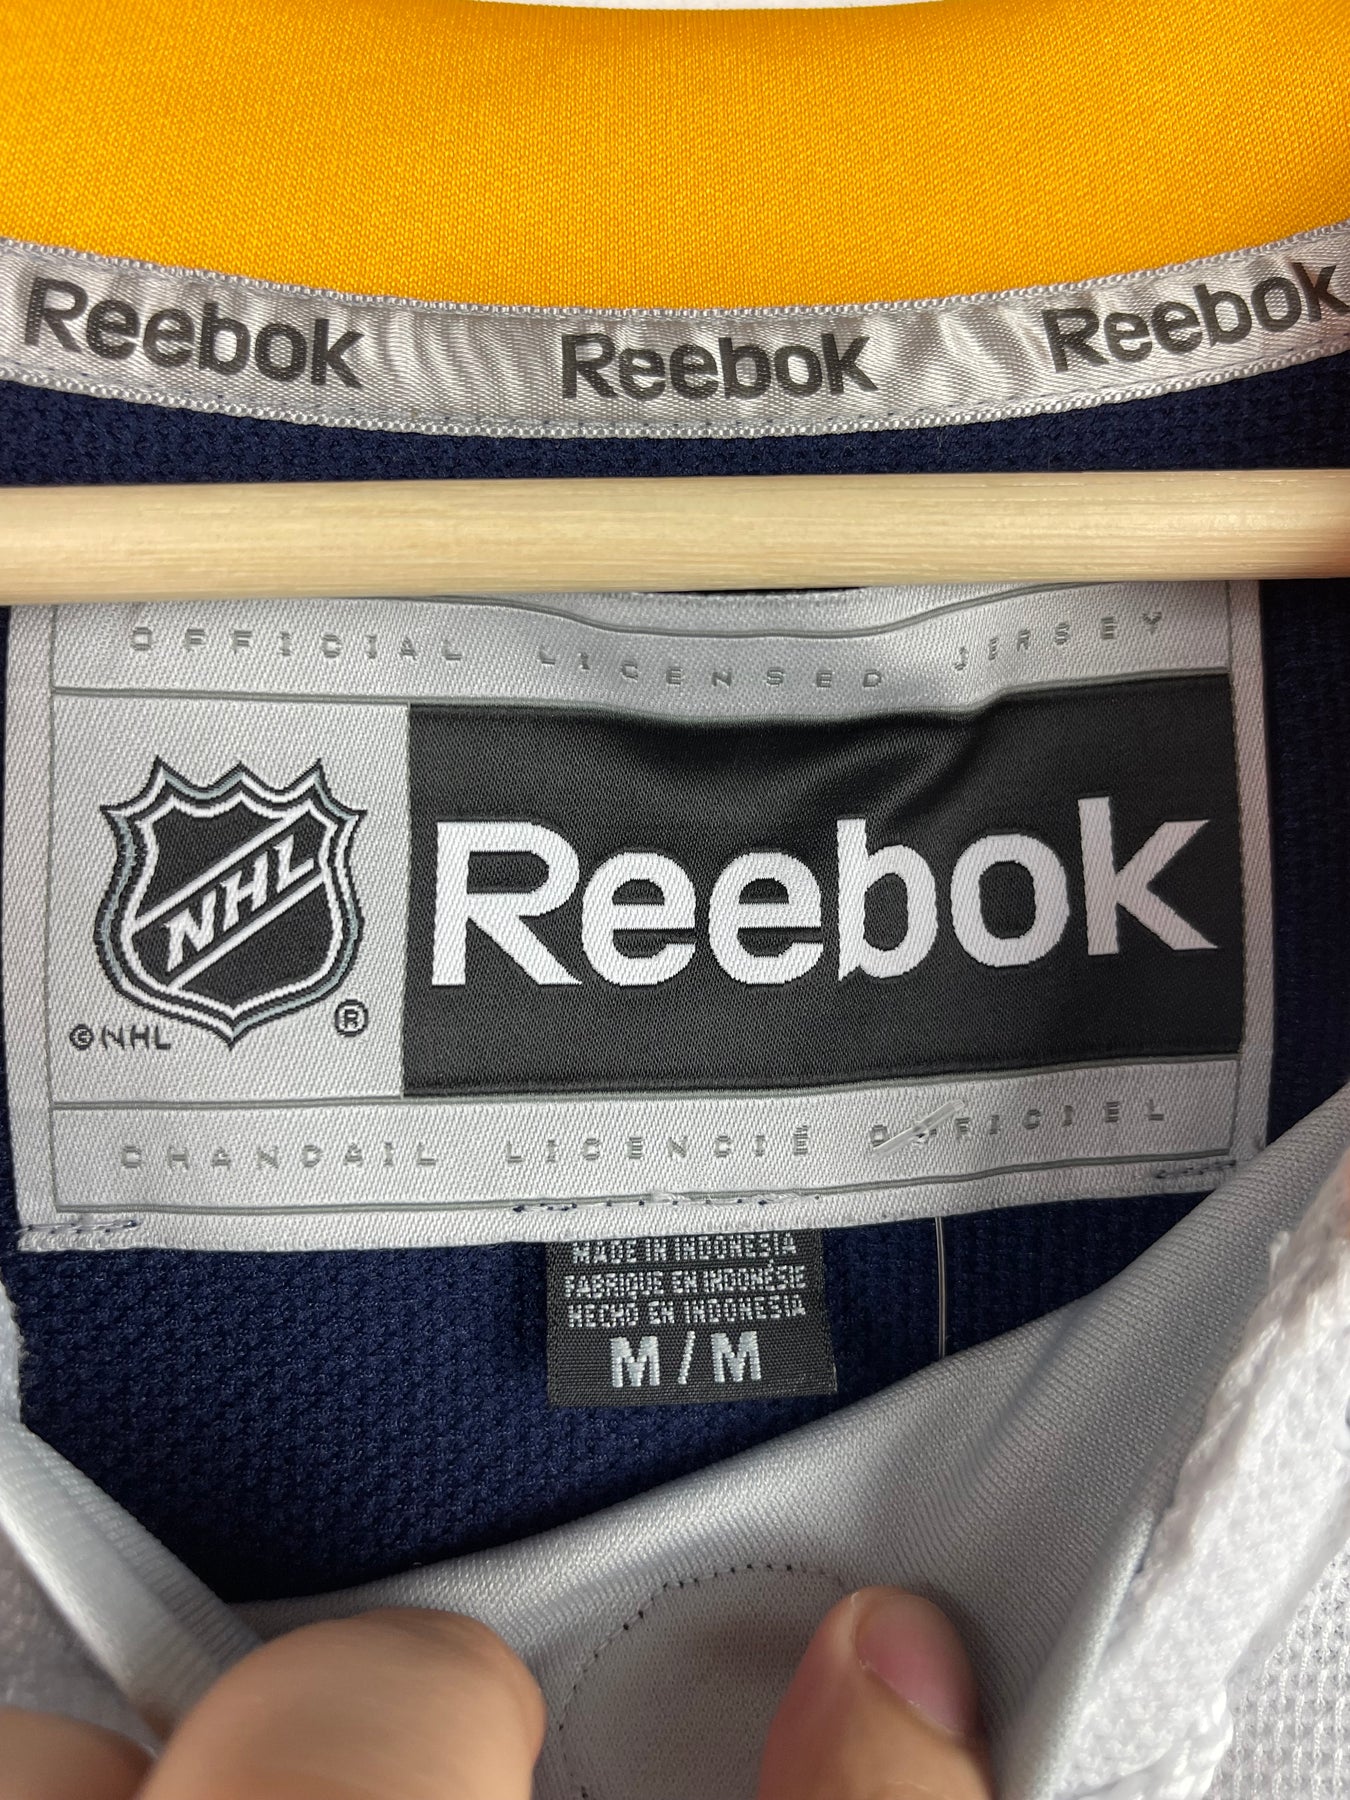 Reebok Reebok Reebok
OFFICIAL LICENSED JERSEY
NHL
Reebok
©NHL ®
CHANDAIL LICENCIÉ OFFICIEL
MADE IN INDONESIA
FABRIQUE EN INDONÉSIE
HECHO EN INDONESIA
M/M